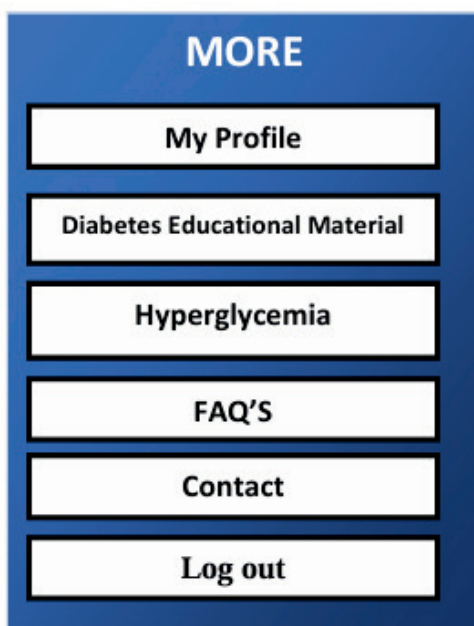 MORE
My Profile
Diabetes Educational Material
Hyperglycemia
FAQ'S
Contact
Log out